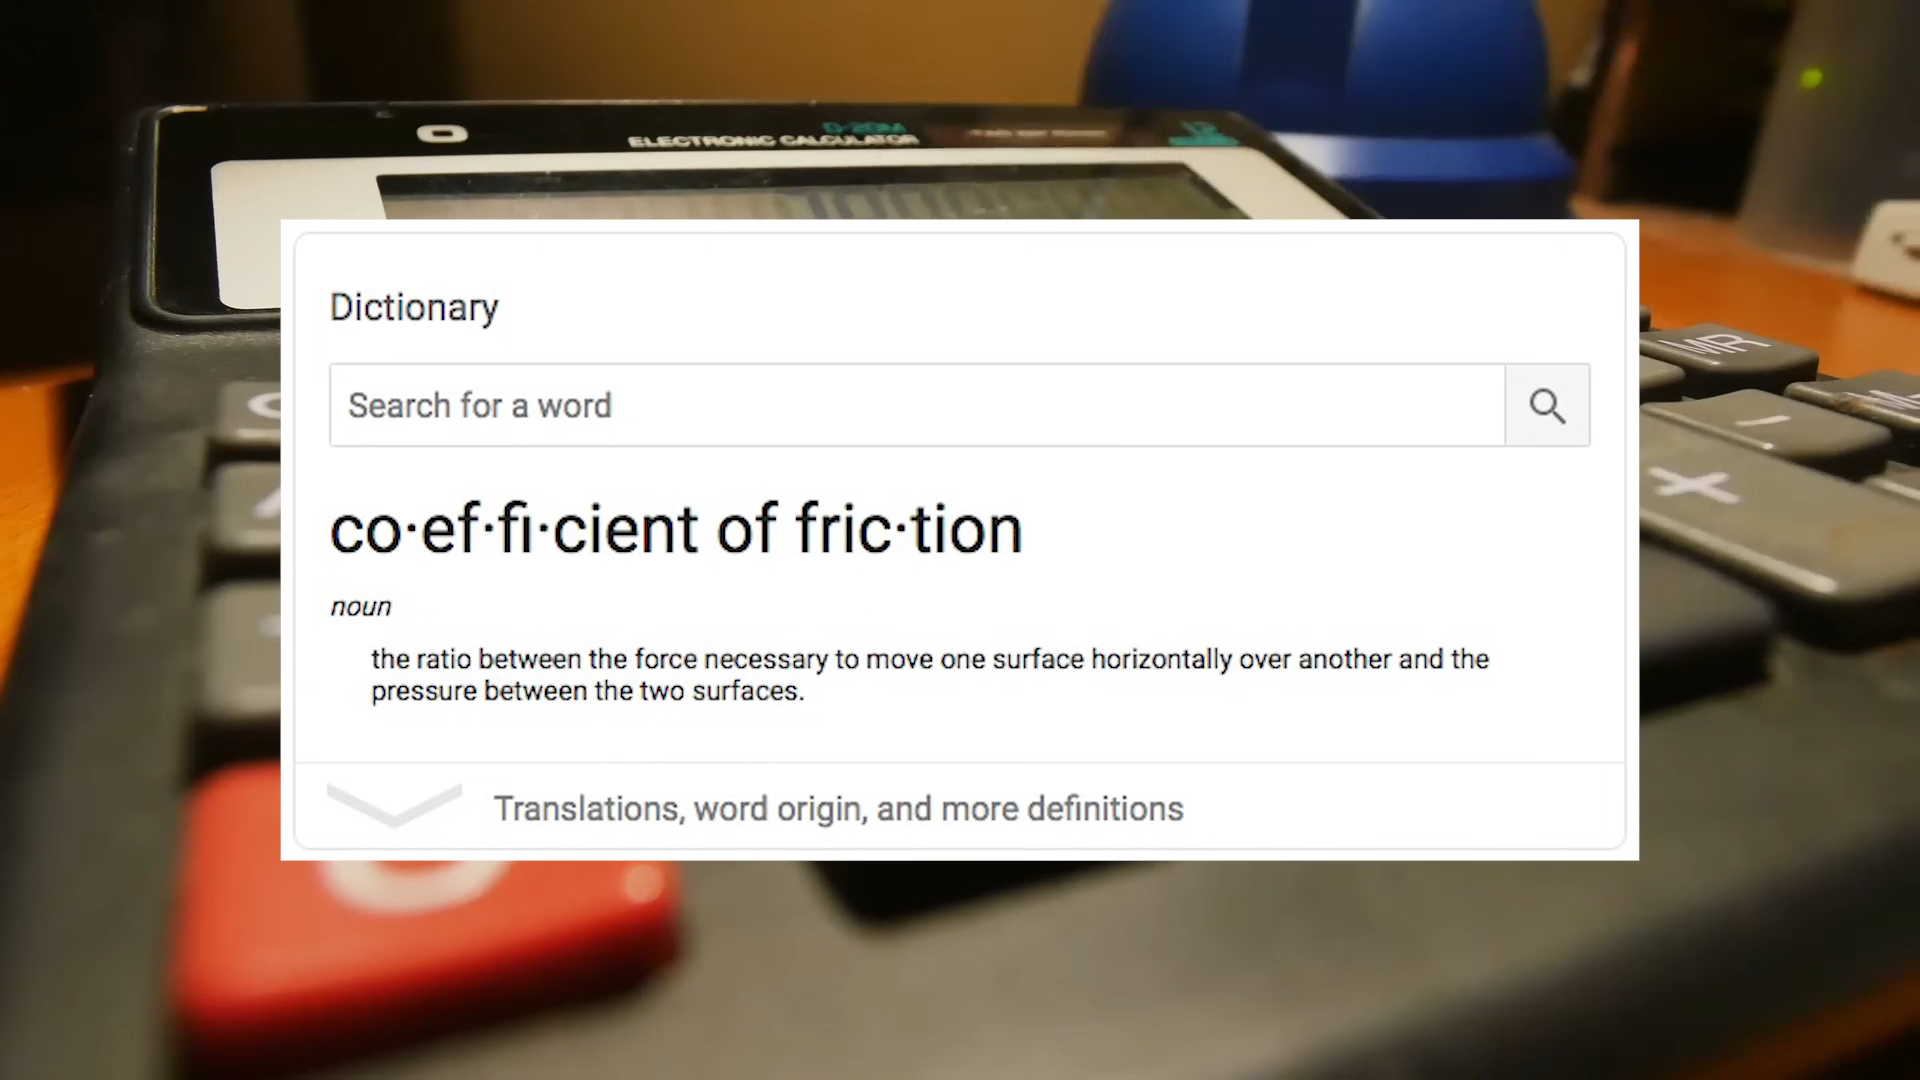 ELECTRONIC CALCULATOR
Dictionary
Search for a word
co·ef·fi·cient of fric·tion
noun
the ratio between the force necessary to move one surface horizontally over another and the
pressure between the two surfaces.
Translations, word origin, and more definitions
MR
+